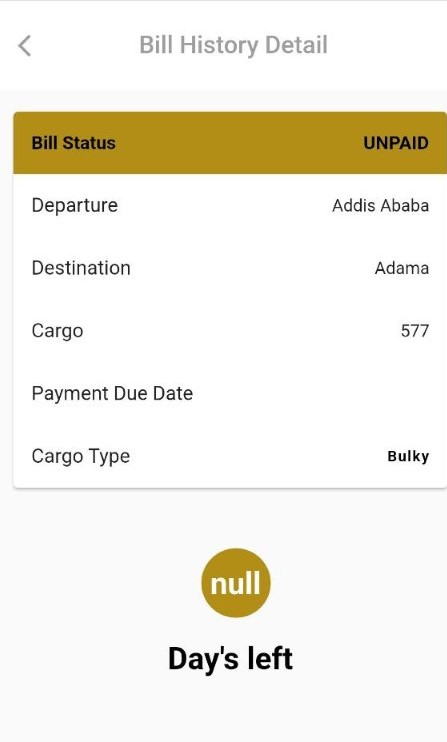 Bill History Detail
Bill Status UNPAID
Departure Addis Ababa
Destination Adama
Cargo 577
Payment Due Date
Cargo Type Bulky
null
Day's left